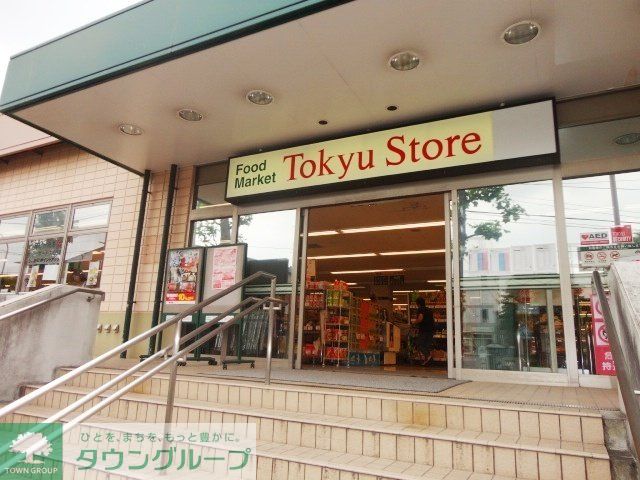 Food
Market
Tokyu Store
AED
TOWN GROUP
ひとを、まちを、もっと豊かに。
タウングループ